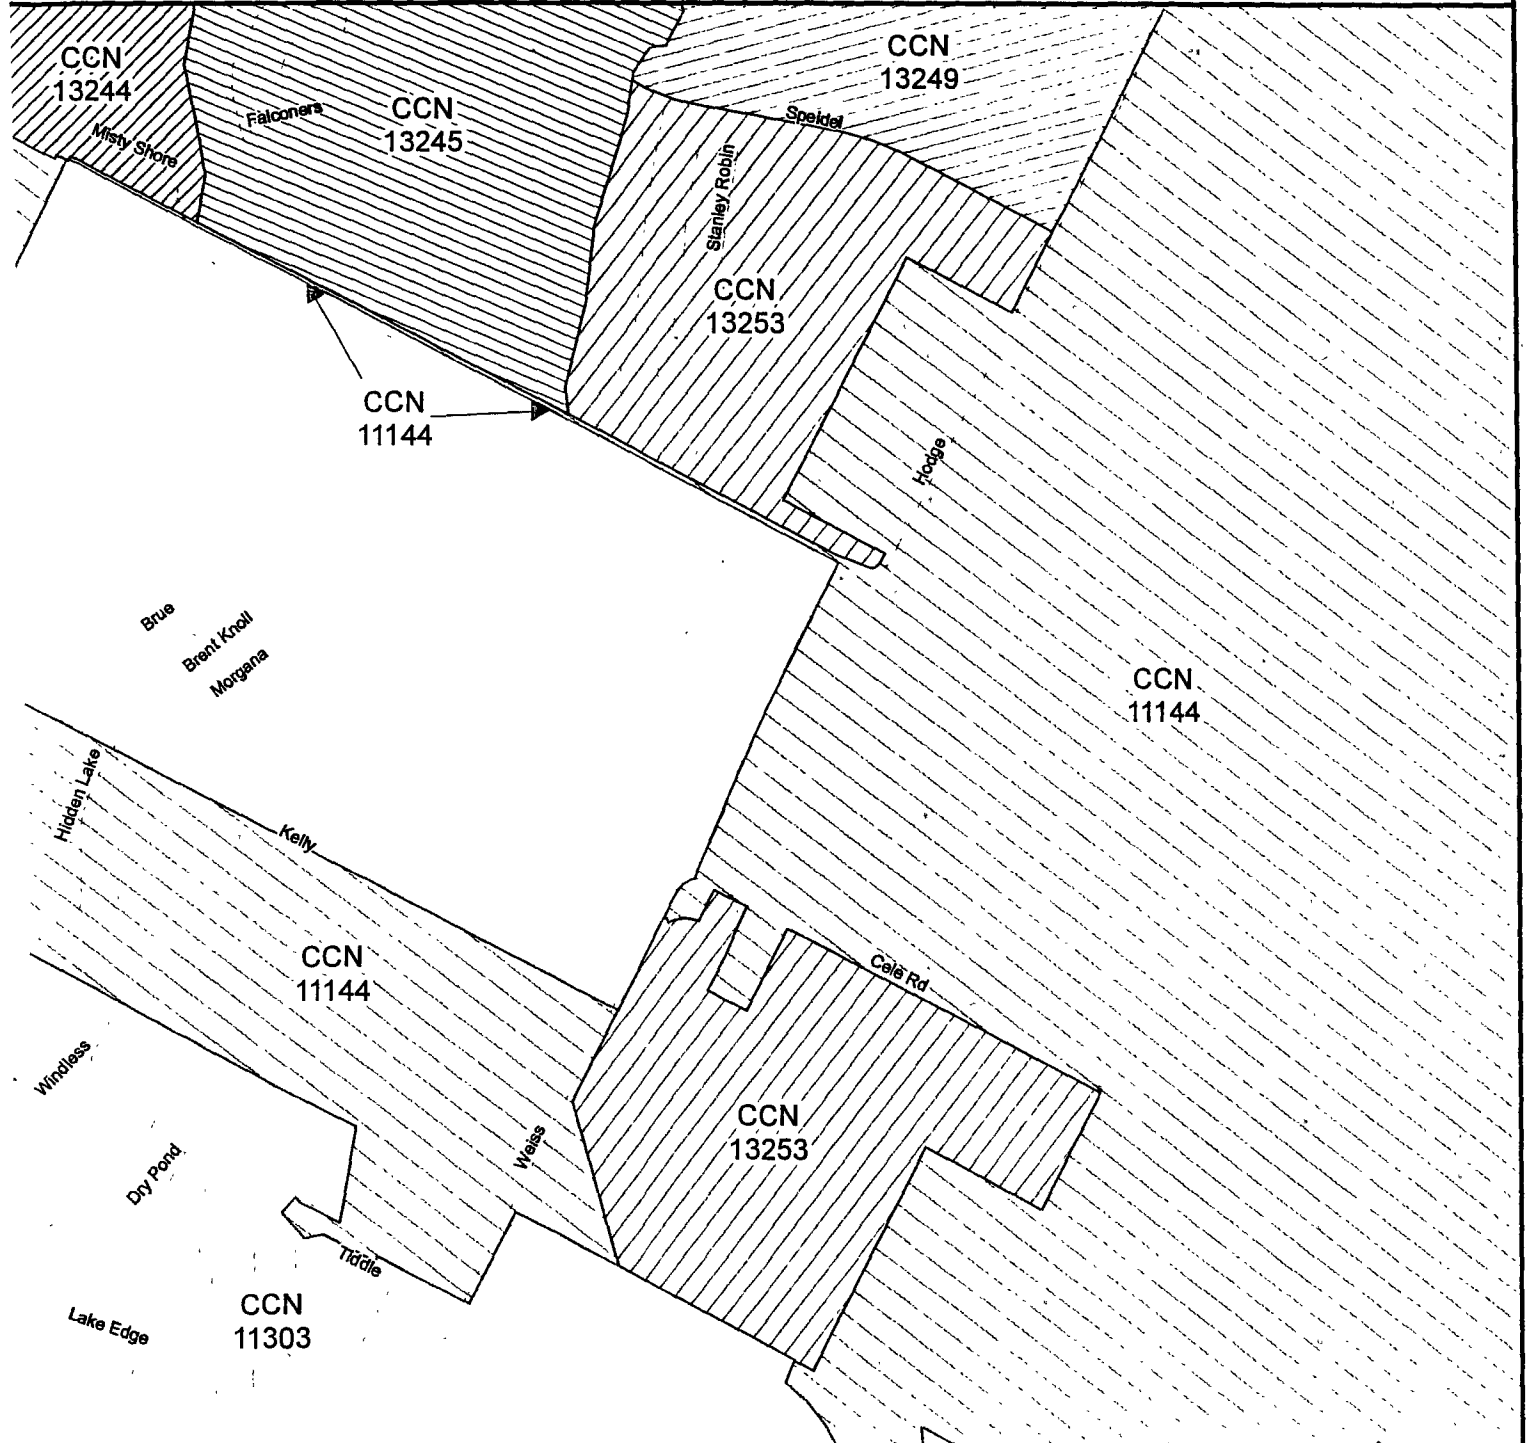 CCN
13244
Misty Shore
Falconers
CCN
13245
CCN
13249
Speidel
Stanley Robin
CCN
13253
CCN
11144
Hodge
Brue
Brent Knoll
Morgana
CCN
11144
Hidden Lake
Kelly
CCN
11144
Cele Rd
Windless
Weiss
CCN
13253
Dry Pond
Tiddle
Lake Edge
CCN
11303